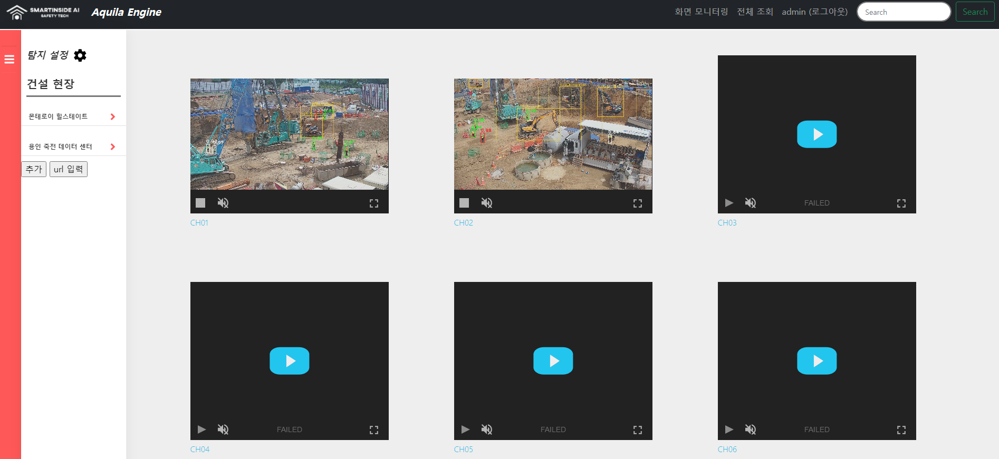 SMARTINSIDE AI
SAFETY TECH
Aquila Engine
화면 모니터링
전체 조회
admin (로그아웃)
Search
Search
탐지 설정
건설 현장
몬테로이 힐스테이트
용인 죽전 데이터 센터
추가
url 입력
0.98
CH01
CH02
FAILED
CH03
FAILED
CH04
FAILED
CH05
FAILED
CH06